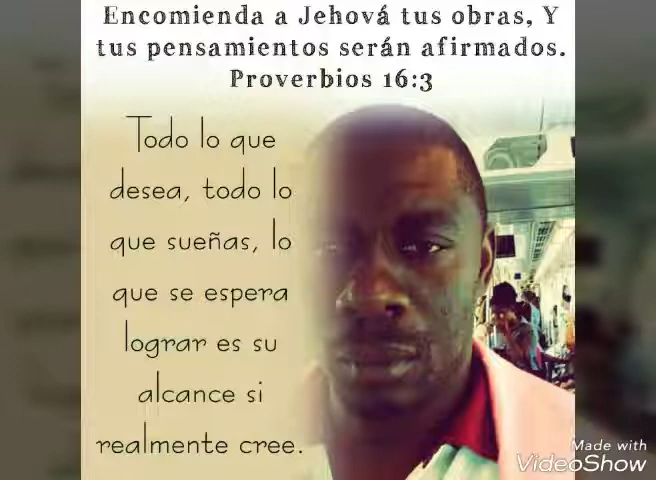 Encomienda a Jehová tus obras, Y
tus pensamientos serán afirmados.
Proverbios 16:3
Todo lo que
desea, todo lo
que sueñas, lo
que se espera
lograr es su
alcance si
realmente cree.
Made with
VideoShow